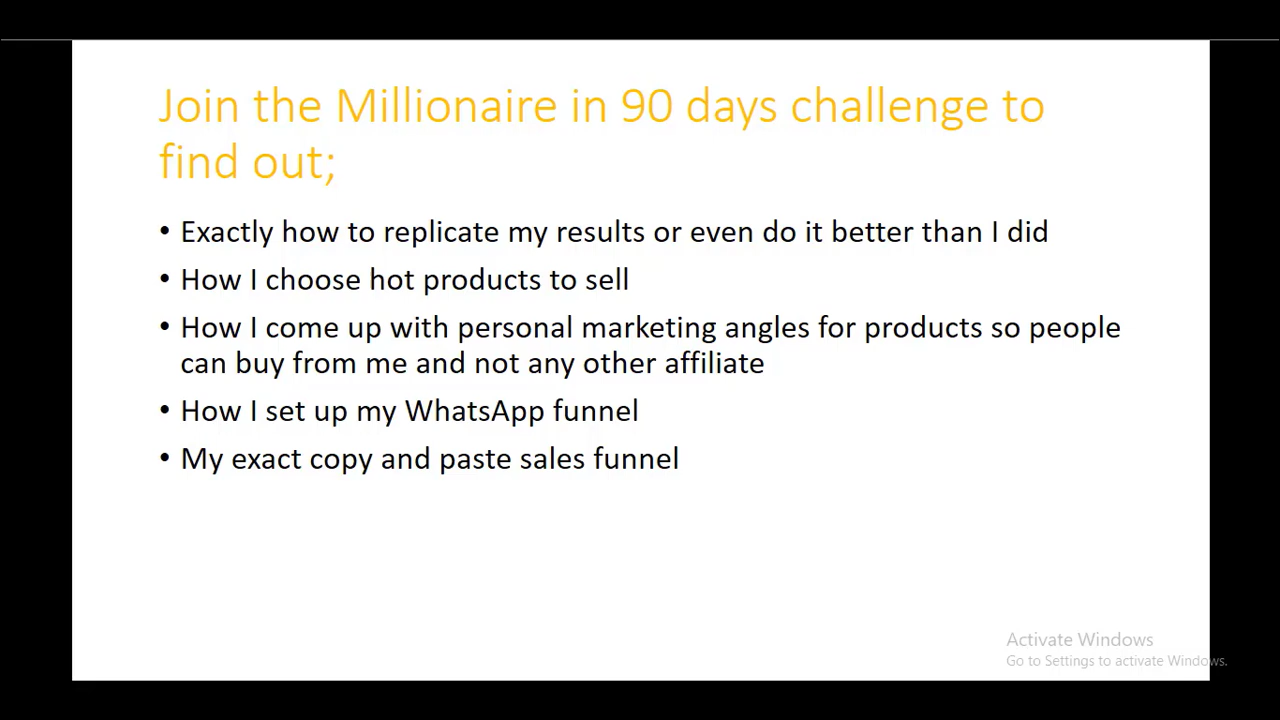 Join the Millionaire in 90 days challenge to
find out;
• Exactly how to replicate my results or even do it better than I did
• How I choose hot products to sell
• How I come up with personal marketing angles for products so people
can buy from me and not any other affiliate
• How I set up my WhatsApp funnel
• My exact copy and paste sales funnel
Activate Windows
Go to Settings to activate Windows.